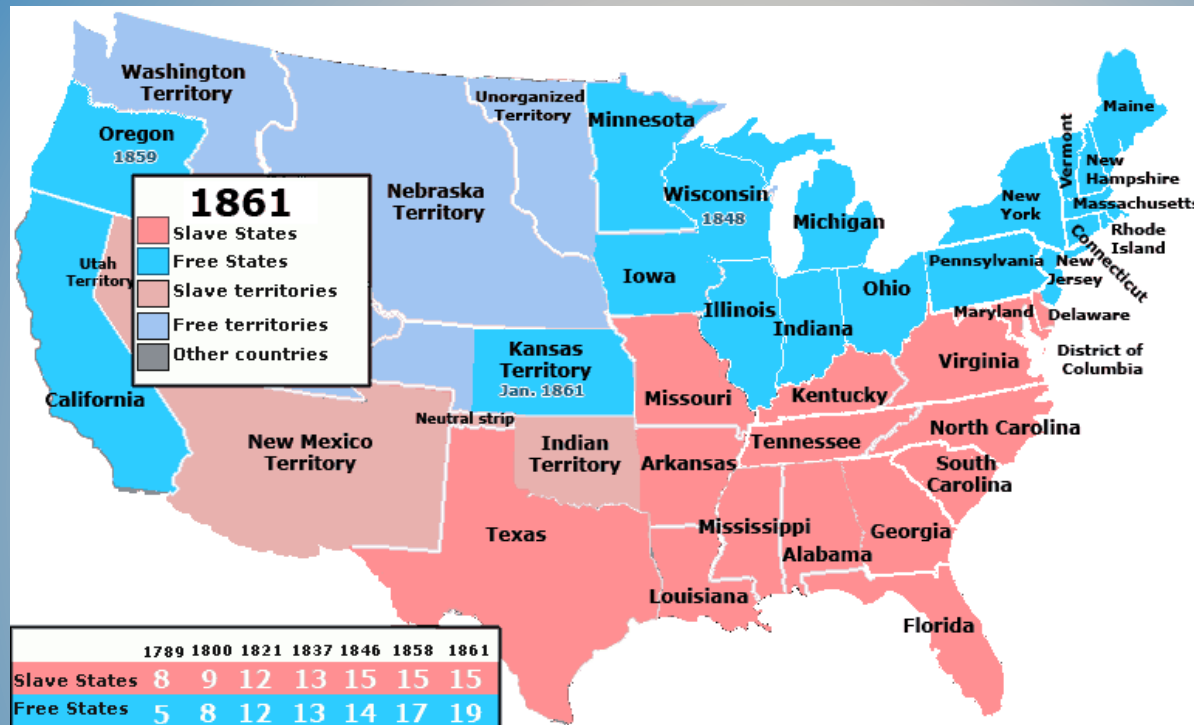 Washington
Territory
Unorganized
Territory
Minnesota
Maine
Oregon
1859
Vermont
New
Hampshire
Nebraska
Territory
Wisconsin
1848
Michigan
New
York
Massachusetts
Rhode
Island
Connecticut
1861
Slave States
Free States
Slave territories
Free territories
Other countries
Utah
Territory
Iowa
Pennsylvania
New
Jersey
Illinois
Indiana
Ohio
Maryland
Delaware
District of
Columbia
Kansas
Territory
Jan. 1861
California
Missouri
Kentucky
Virginia
Neutral strip
New Mexico
Territory
Indian
Territory
Arkansas
Tennessee
North Carolina
South
Carolina
Texas
Mississippi
Alabama
Georgia
Louisiana
Florida
1789 1800 1821 1837 1846 1858 1861
Slave States 8 9 12 13 15 15 15
Free States 5 8 12 13 14 17 19